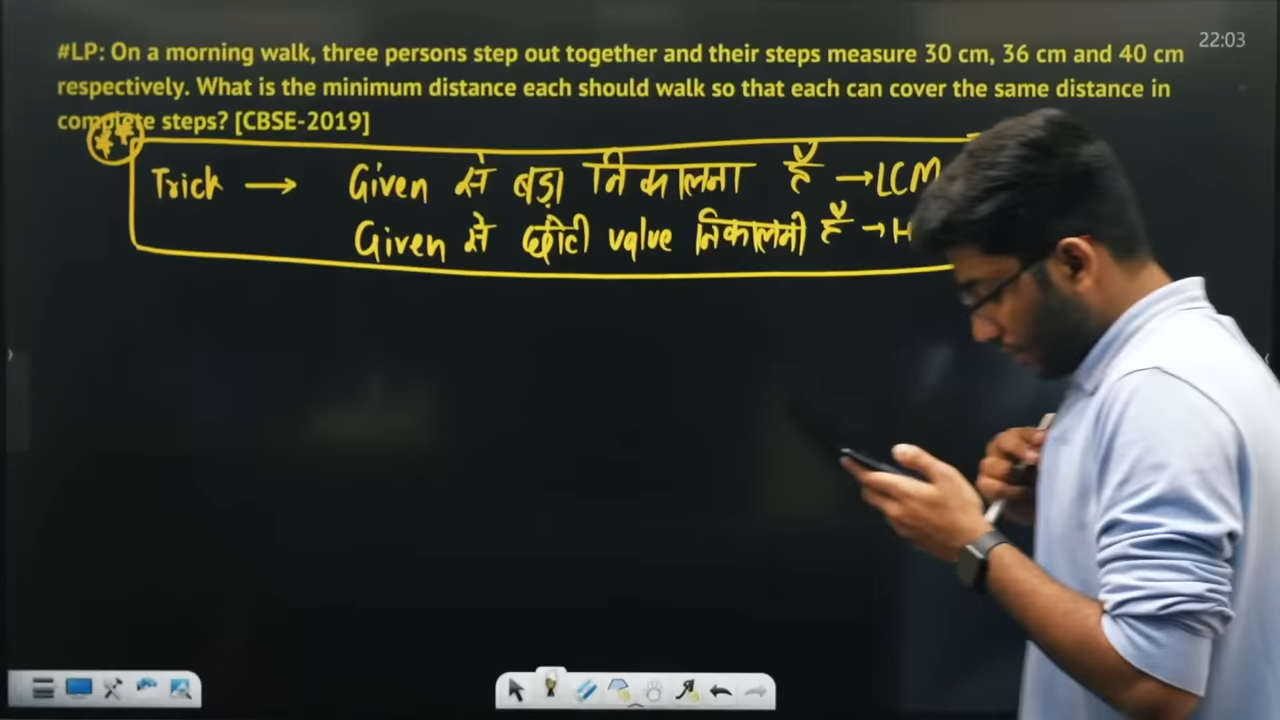 22:03
#LP: On a morning walk, three persons step out together and their steps measure 30 cm, 36 cm and 40 cm
respectively. What is the minimum distance each should walk so that each can cover the same distance in
complete steps? [CBSE-2019]
Trick → Given से बड़ा निकालना हैं → LCM
Given से छोटी value निकालनी हैं → H